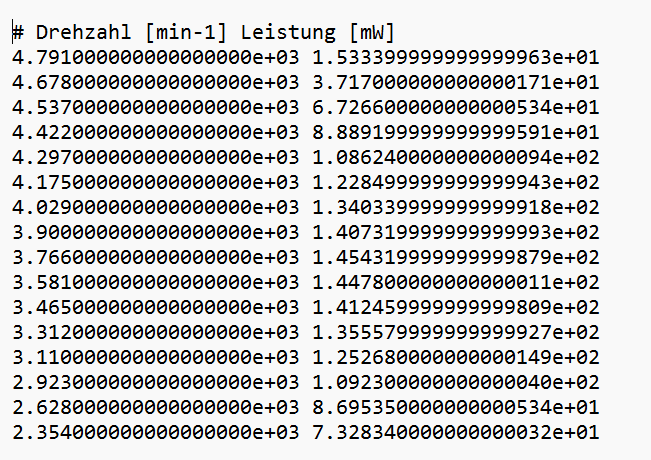 # Drehzahl [min-1] Leistung [mW]
4.791000000000000000e+03 1.533399999999999963e+01
4.678000000000000000e+03 3.717000000000000171e+01
4.537000000000000000e+03 6.726600000000000534e+01
4.422000000000000000e+03 8.889199999999999591e+01
4.297000000000000000e+03 1.086240000000000094e+02
4.175000000000000000e+03 1.228499999999999943e+02
4.029000000000000000e+03 1.340339999999999918e+02
3.900000000000000000e+03 1.407319999999999993e+02
3.766000000000000000e+03 1.454319999999999879e+02
3.581000000000000000e+03 1.447800000000000011e+02
3.465000000000000000e+03 1.412459999999999809e+02
3.312000000000000000e+03 1.355579999999999927e+02
3.110000000000000000e+03 1.252680000000000149e+02
2.923000000000000000e+03 1.092300000000000040e+02
2.628000000000000000e+03 8.695350000000000534e+01
2.354000000000000000e+03 7.328340000000000032e+01